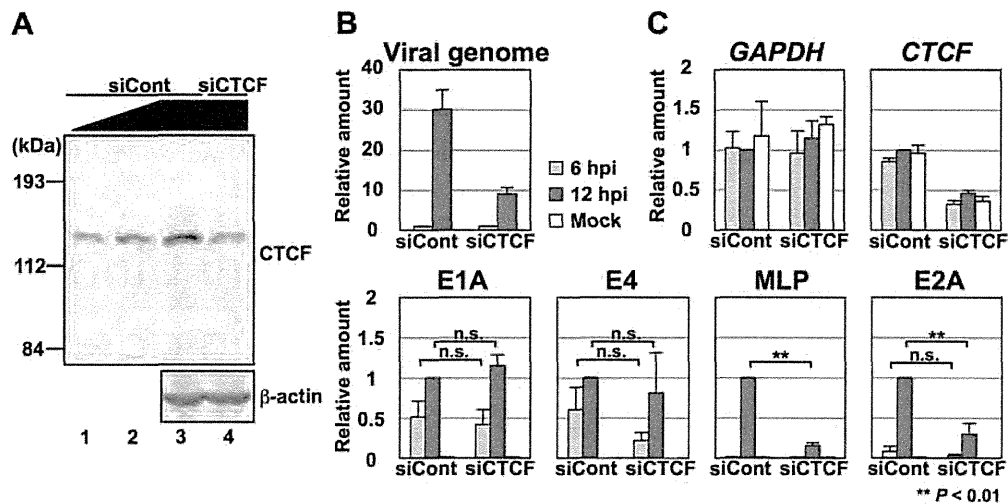 A
siCont
siCTCF
(kDa)
193
112
84
CTCF
β-actin
1 2 3 4
B
Viral genome
Relative amount
40
30
20
10
0
siCont siCTCF
6 hpi
12 hpi
Mock
C
GAPDH
Relative amount
2
1.5
1
0.5
0
siCont siCTCF
CTCF
siCont siCTCF
E1A
Relative amount
2
1.5
1
0.5
0
n.s.
n.s.
siCont siCTCF
E4
n.s.
n.s.
siCont siCTCF
MLP
**
siCont siCTCF
E2A
**
n.s.
siCont siCTCF
** P < 0.01